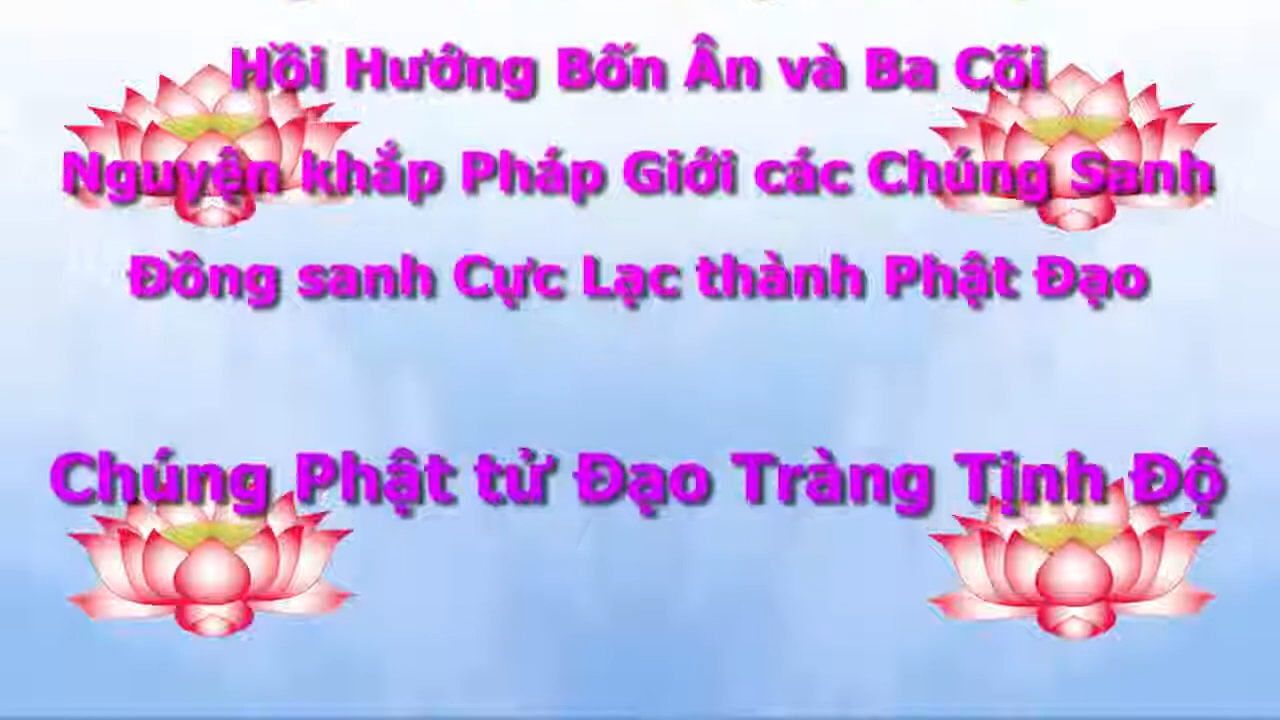 Hồi Hướng Bốn Ân và Ba Cõi
Nguyện khắp Pháp Giới các Chúng Sanh
Đồng sanh Cực Lạc thành Phật Đạo
Chúng Phật tử Đạo Tràng Tịnh Độ